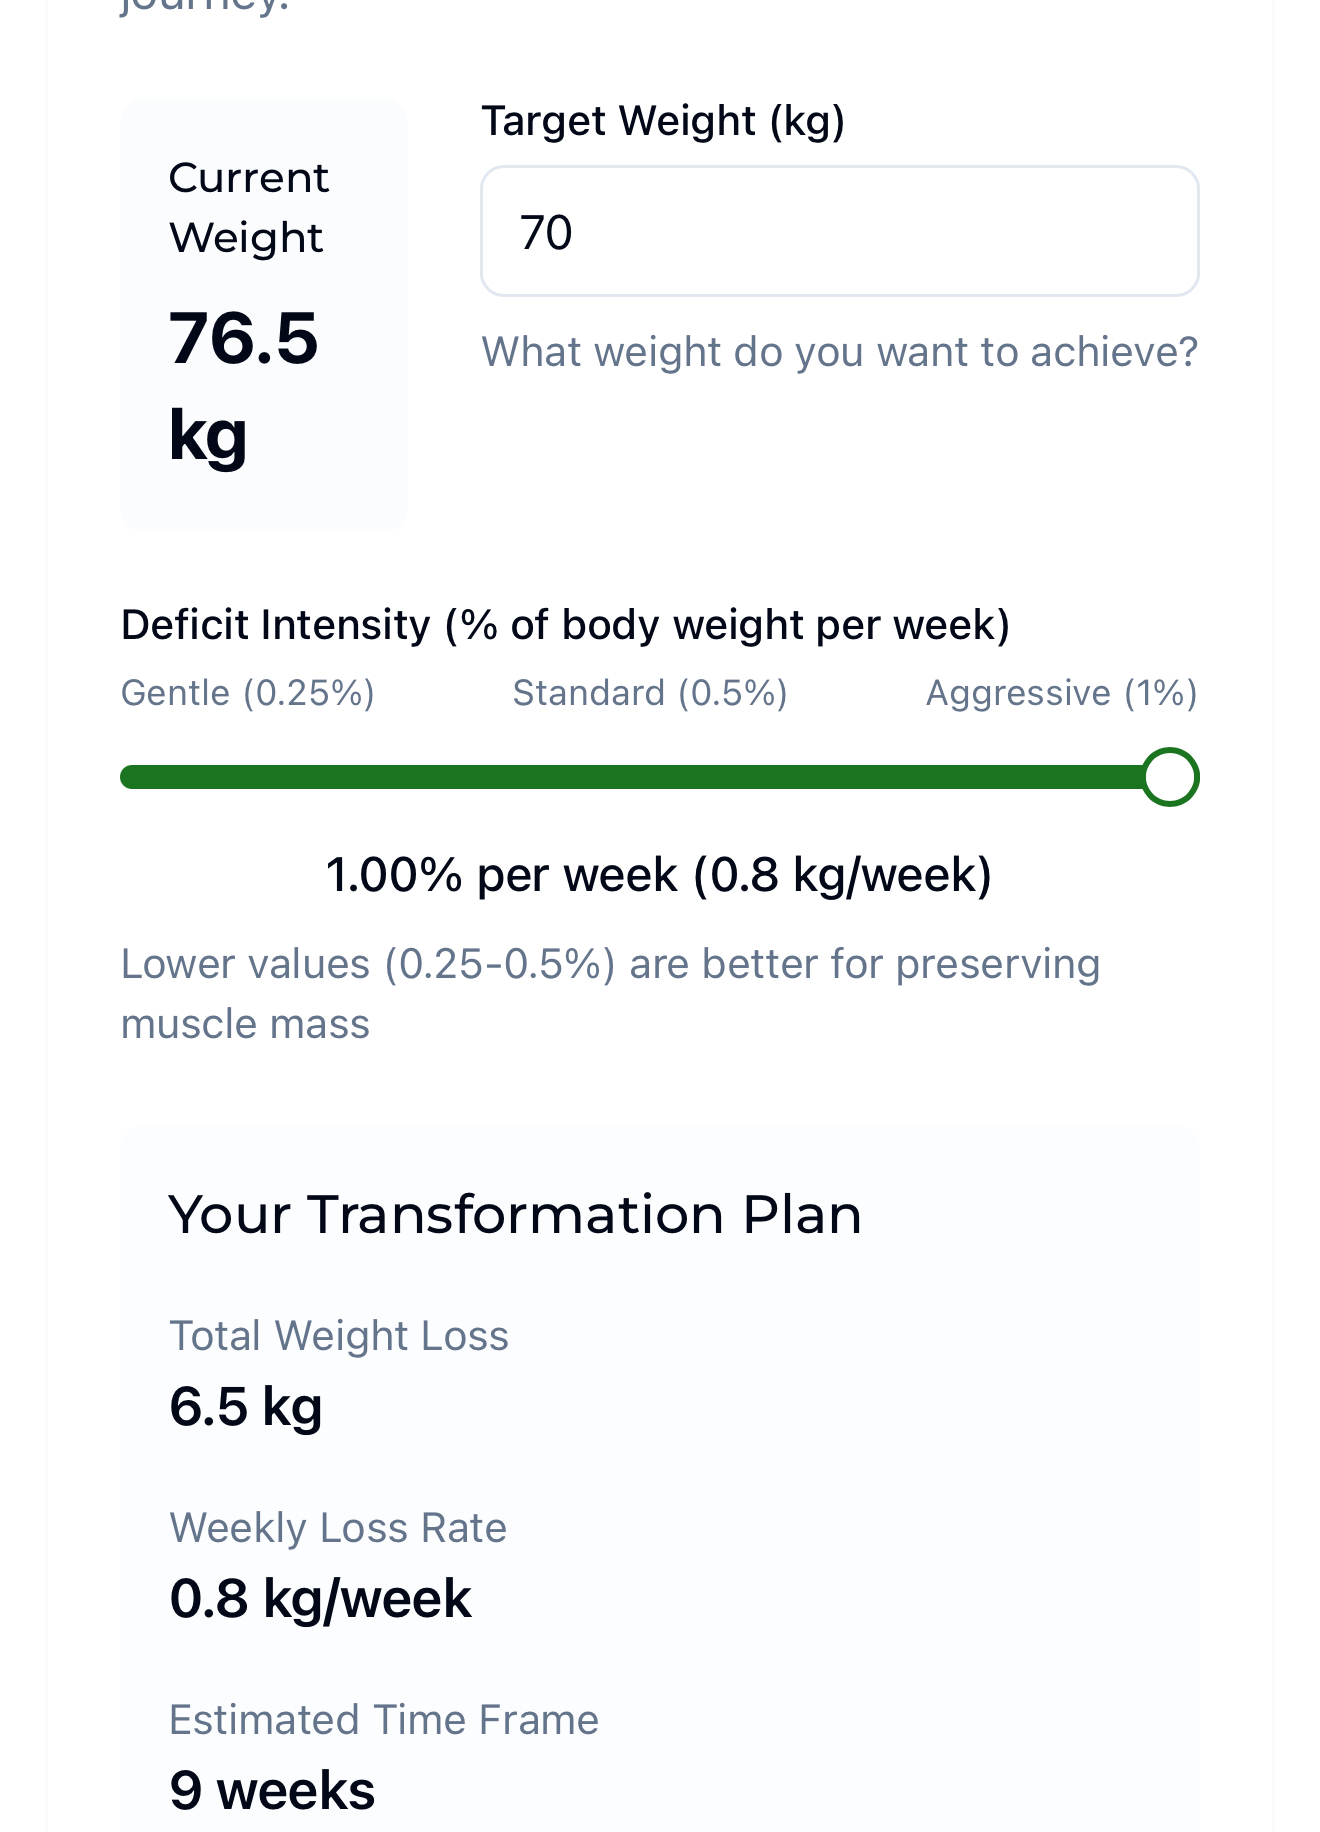 journey.
Current
Weight
76.5
kg
Target Weight (kg)
70
What weight do you want to achieve?
Deficit Intensity (% of body weight per week)
Gentle (0.25%) Standard (0.5%) Aggressive (1%)
1.00% per week (0.8 kg/week)
Lower values (0.25-0.5%) are better for preserving
muscle mass
Your Transformation Plan
Total Weight Loss
6.5 kg
Weekly Loss Rate
0.8 kg/week
Estimated Time Frame
9 weeks